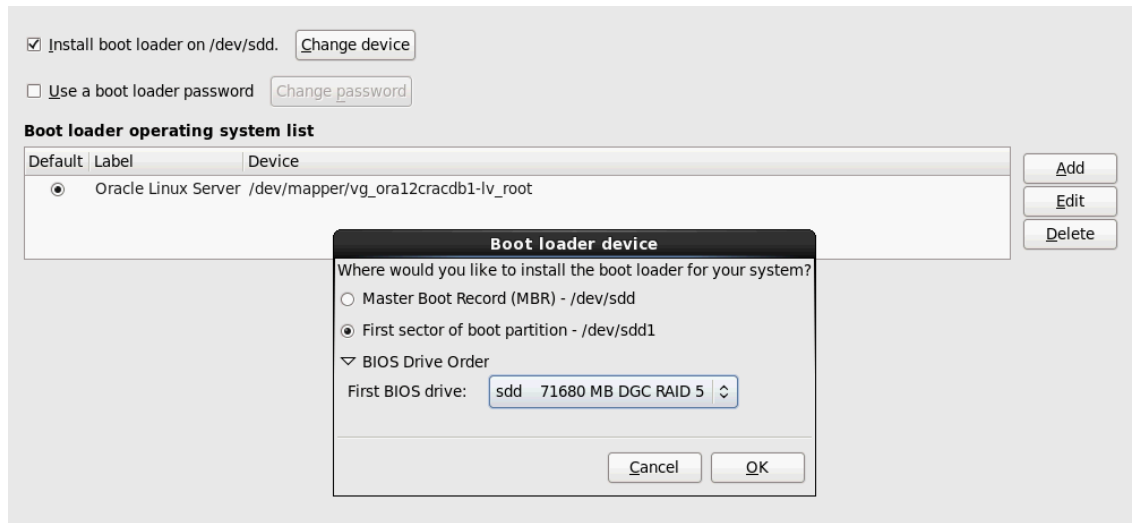 Install boot loader on /dev/sdd. Change device
Use a boot loader password Change password
Boot loader operating system list
Default Label Device
Oracle Linux Server /dev/mapper/vg_ora12cracdb1-lv_root
Add
Edit
Delete
Boot loader device
Where would you like to install the boot loader for your system?
Master Boot Record (MBR) - /dev/sdd
First sector of boot partition - /dev/sdd1
BIOS Drive Order
First BIOS drive: sdd 71680 MB DGC RAID 5
Cancel OK